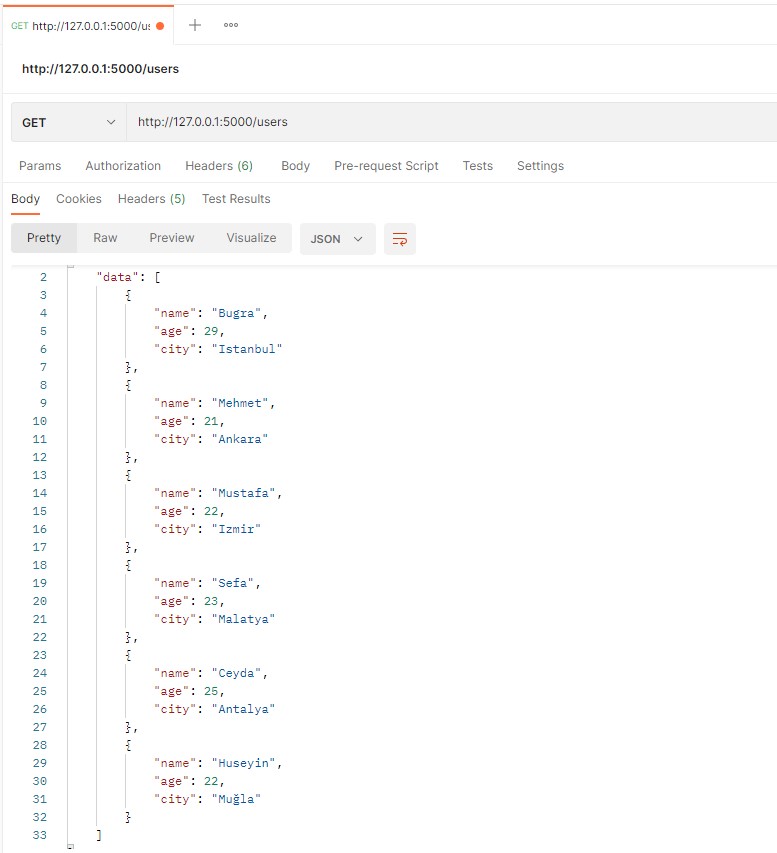 GET http://127.0.0.1:5000/us
http://127.0.0.1:5000/users
GET http://127.0.0.1:5000/users
Params Authorization Headers (6) Body Pre-request Script Tests Settings
Body Cookies Headers (5) Test Results
Pretty Raw Preview Visualize JSON
2 "data": [
3 {
4 "name": "Bugra",
5 "age": 29,
6 "city": "Istanbul"
7 },
8 {
9 "name": "Mehmet",
10 "age": 21,
11 "city": "Ankara"
12 },
13 {
14 "name": "Mustafa",
15 "age": 22,
16 "city": "Izmir"
17 },
18 {
19 "name": "Sefa",
20 "age": 23,
21 "city": "Malatya"
22 },
23 {
24 "name": "Ceyda",
25 "age": 25,
26 "city": "Antalya"
27 },
28 {
29 "name": "Huseyin",
30 "age": 22,
31 "city": "Muğla"
32 }
33 ]